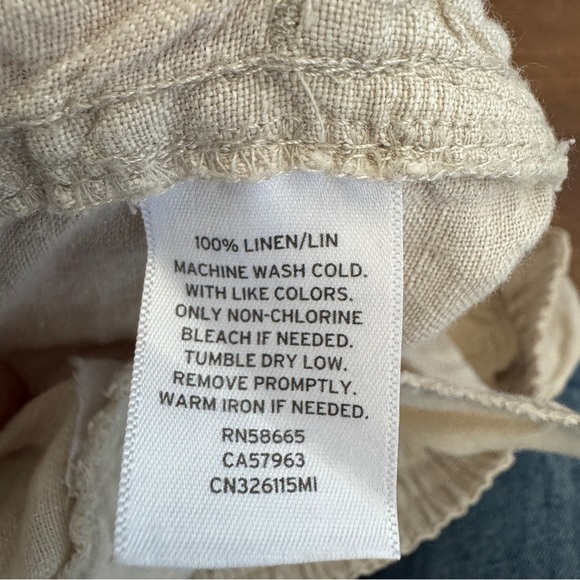 100% LINEN/LIN
MACHINE WASH COLD.
WITH LIKE COLORS.
ONLY NON-CHLORINE
BLEACH IF NEEDED.
TUMBLE DRY LOW.
REMOVE PROMPTLY.
WARM IRON IF NEEDED.
RN58665
CA57963
CN326115MI